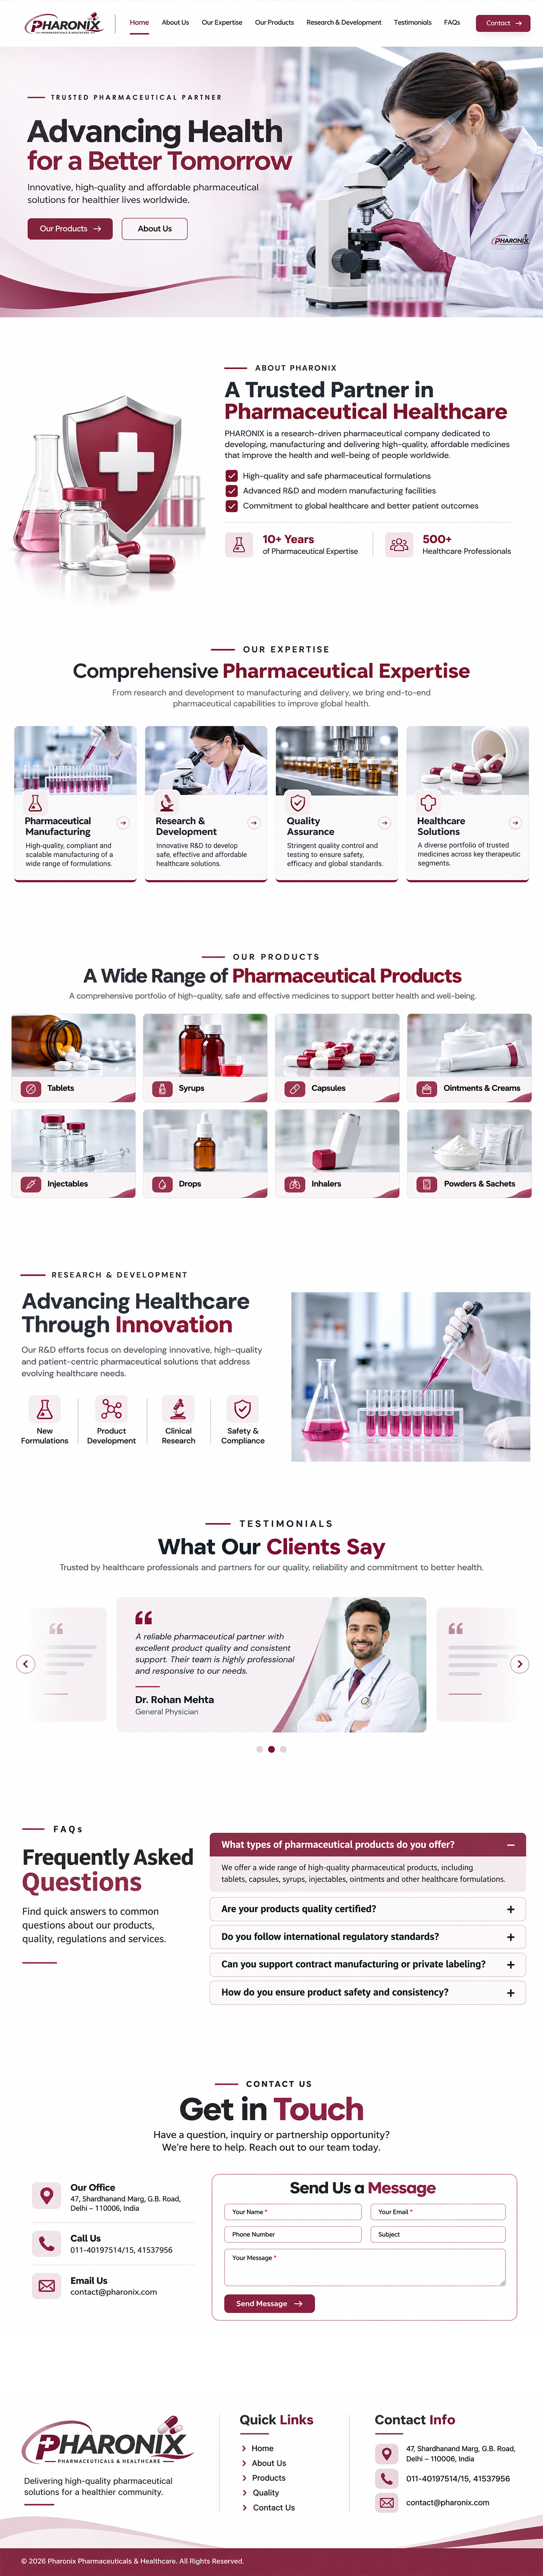 PHARONIX
PHARMACEUTICALS & HEALTHCARE
Home
About Us
Our Expertise
Our Products
Research & Development
Testimonials
FAQs
Contact
TRUSTED PHARMACEUTICAL PARTNER
Advancing Health
for a Better Tomorrow
Innovative, high-quality and affordable pharmaceutical
solutions for healthier lives worldwide.
Our Products
About Us
PHARONIX
ABOUT PHARONIX
A Trusted Partner in
Pharmaceutical Healthcare
PHARONIX is a research-driven pharmaceutical company dedicated to
developing, manufacturing and delivering high-quality, affordable medicines
that improve the health and well-being of people worldwide.
High-quality and safe pharmaceutical formulations
Advanced R&D and modern manufacturing facilities
Commitment to global healthcare and better patient outcomes
10+ Years
of Pharmaceutical Expertise
500+
Healthcare Professionals
OUR EXPERTISE
Comprehensive Pharmaceutical Expertise
From research and development to manufacturing and delivery, we bring end-to-end
pharmaceutical capabilities to improve global health.
Pharmaceutical
Manufacturing
High-quality, compliant and
scalable manufacturing of a
wide range of formulations.
Research &
Development
Innovative R&D to develop
safe, effective and affordable
healthcare solutions.
Quality
Assurance
Stringent quality control and
testing to ensure safety,
efficacy and global standards.
Healthcare
Solutions
A diverse portfolio of trusted
medicines across key therapeutic
segments.
OUR PRODUCTS
A Wide Range of Pharmaceutical Products
A comprehensive portfolio of high-quality, safe and effective medicines to support better health and well-being.
Tablets
Syrups
Capsules
Ointments & Creams
Injectables
Drops
Inhalers
Powders & Sachets
RESEARCH & DEVELOPMENT
Advancing Healthcare
Through Innovation
Our R&D efforts focus on developing innovative, high-quality
and patient-centric pharmaceutical solutions that address
evolving healthcare needs.
New
Formulations
Product
Development
Clinical
Research
Safety &
Compliance
TESTIMONIALS
What Our Clients Say
Trusted by healthcare professionals and partners for our quality, reliability and commitment to better health.
A reliable pharmaceutical partner with
excellent product quality and consistent
support. Their team is highly professional
and responsive to our needs.
Dr. Rohan Mehta
General Physician
FAQs
Frequently Asked
Questions
Find quick answers to common
questions about our products,
quality, regulations and services.
What types of pharmaceutical products do you offer?
We offer a wide range of high-quality pharmaceutical products, including
tablets, capsules, syrups, injectables, ointments and other healthcare formulations.
Are your products quality certified?
Do you follow international regulatory standards?
Can you support contract manufacturing or private labeling?
How do you ensure product safety and consistency?
CONTACT US
Get in Touch
Have a question, inquiry or partnership opportunity?
We're here to help. Reach out to our team today.
Our Office
47, Shardhanand Marg, G.B. Road,
Delhi – 110006, India
Call Us
011-40197514/15, 41537956
Email Us
contact@pharonix.com
Send Us a Message
Your Name *
Your Email *
Phone Number
Subject
Your Message *
Send Message
PHARONIX
PHARMACEUTICALS & HEALTHCARE
Delivering high-quality pharmaceutical
solutions for a healthier community.
Quick Links
Home
About Us
Products
Quality
Contact Us
Contact Info
47, Shardhanand Marg, G.B. Road,
Delhi – 110006, India
011-40197514/15, 41537956
contact@pharonix.com
© 2026 Pharonix Pharmaceuticals & Healthcare. All Rights Reserved.